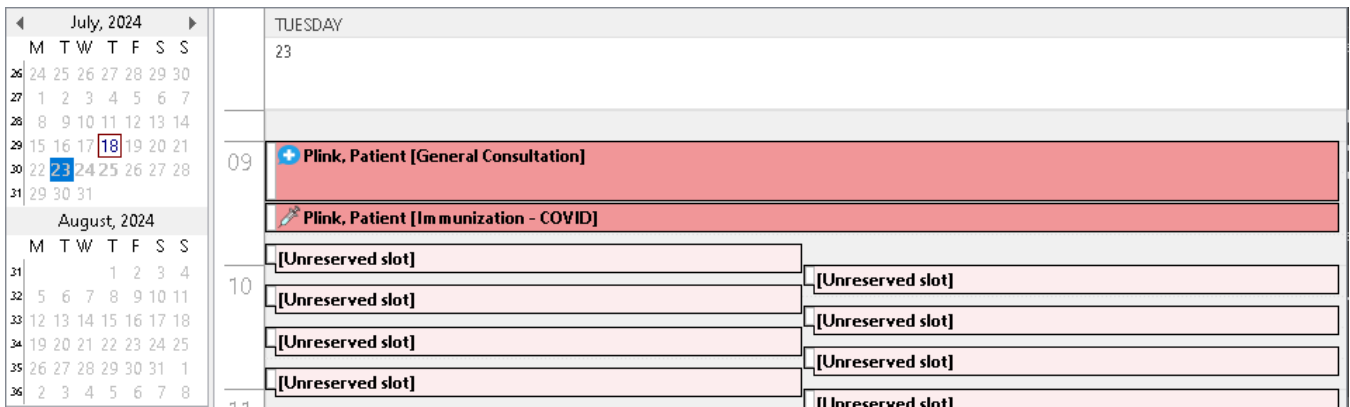 July, 2024
M T W T F S S
26 24 25 26 27 28 29 30
27 1 2 3 4 5 6 7
28 8 9 10 11 12 13 14
29 15 16 17 18 19 20 21
30 22 23 24 25 26 27 28
31 29 30 31
August, 2024
M T W T F S S
31 1 2 3 4
32 5 6 7 8 9 10 11
33 12 13 14 15 16 17 18
34 19 20 21 22 23 24 25
35 26 27 28 29 30 31 1
36 2 3 4 5 6 7 8
TUESDAY
23
09
Plink, Patient [General Consultation]
Plink, Patient [Immunization - COVID]
[Unreserved slot]
10
[Unreserved slot]
[Unreserved slot]
[Unreserved slot]
[Unreserved slot]
[Unreserved slot]
[Unreserved slot]
11
[Unreserved slot]